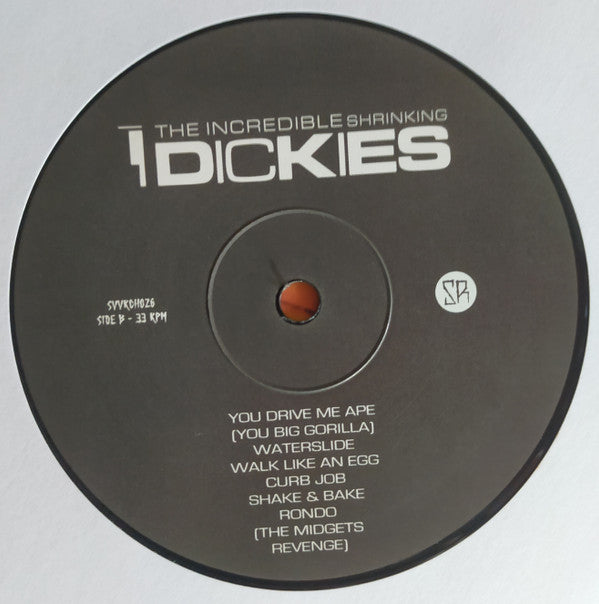 THE INCREDIBLE SHRINKING
DICKIES
SVVRCH026
SIDE B - 33 RPM
SR
YOU DRIVE ME APE
(YOU BIG GORILLA)
WATERSLIDE
WALK LIKE AN EGG
CURB JOB
SHAKE & BAKE
RONDO
(THE MIDGETS
REVENGE)